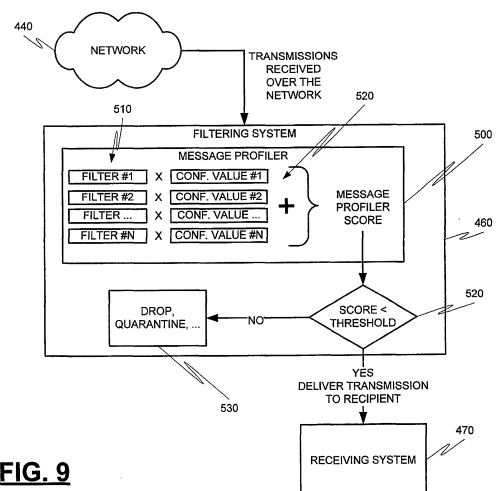 440
NETWORK
TRANSMISSIONS
RECEIVED
OVER THE
NETWORK
510
520
FILTERING SYSTEM
500
MESSAGE PROFILER
FILTER #1 X CONF. VALUE #1
FILTER #2 X CONF. VALUE #2
FILTER ... X CONF. VALUE ...
FILTER #N X CONF. VALUE #N
+
MESSAGE
PROFILER
SCORE
460
DROP,
QUARANTINE, ...
NO
SCORE <
THRESHOLD
520
530
YES
DELIVER TRANSMISSION
TO RECIPIENT
470
RECEIVING SYSTEM
FIG. 9